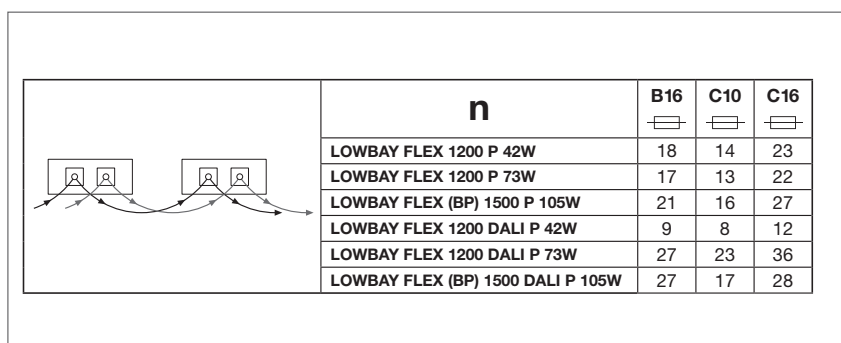 n B16 C10 C16
LOWBAY FLEX 1200 P 42W 18 14 23
LOWBAY FLEX 1200 P 73W 17 13 22
LOWBAY FLEX (BP) 1500 P 105W 21 16 27
LOWBAY FLEX 1200 DALI P 42W 9 8 12
LOWBAY FLEX 1200 DALI P 73W 27 23 36
LOWBAY FLEX (BP) 1500 DALI P 105W 27 17 28